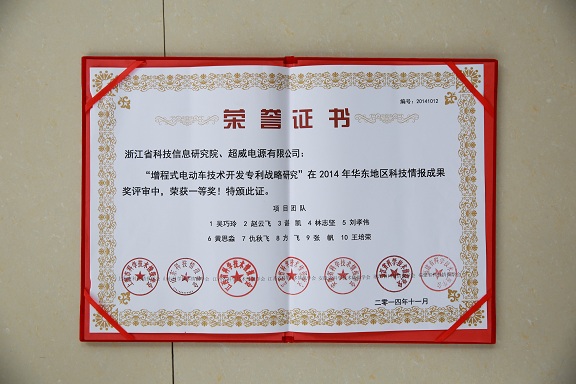 编号：20141012
荣誉证书
浙江省科技信息研究院、超威电源有限公司：
“增程式电动车技术开发专利战略研究”在2014年华东地区科技情报成果
奖评审中，荣获一等奖！特颁此证。
项目团队
1 吴巧玲 2 赵云飞 3 凯 4 林志坚 5 刘孝伟
6 黄思淼 7 仇秋飞 8 方 飞 9 张 帆 10 王培荣
二零一四年十一月